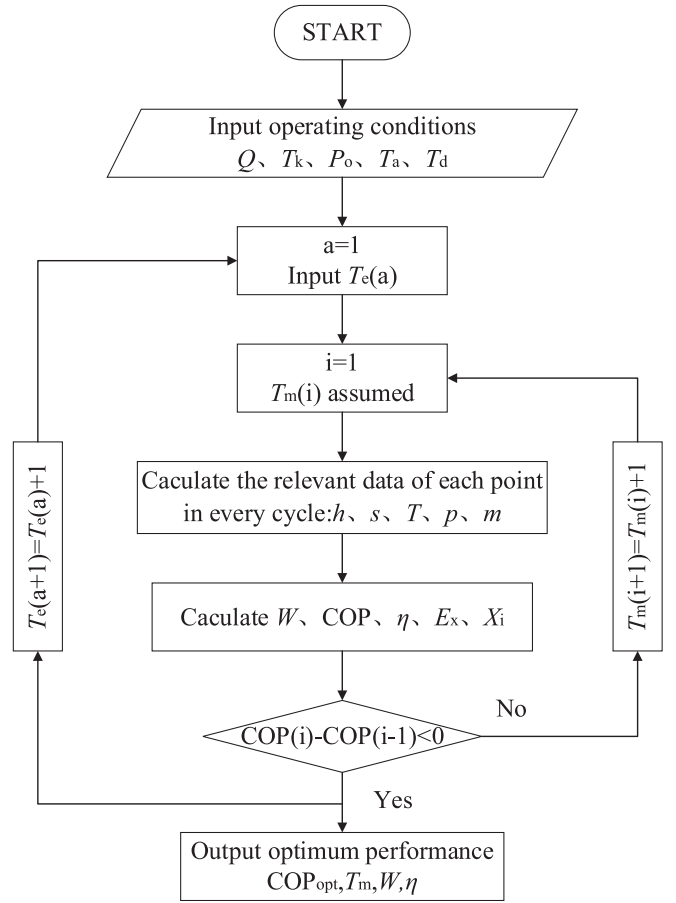 START
Input operating conditions
Q、Tk、Po、Ta、Td
a=1
Input Te(a)
i=1
Tm(i) assumed
Te(a+1)=Te(a)+1
Caculate the relevant data of each point
in every cycle:h、s、T、p、m
Tm(i+1)=Tm(i)+1
Caculate W、COP、η、Ex、Xi
COP(i)-COP(i-1)<0
No
Yes
Output optimum performance
COPopt,Tm,W,η